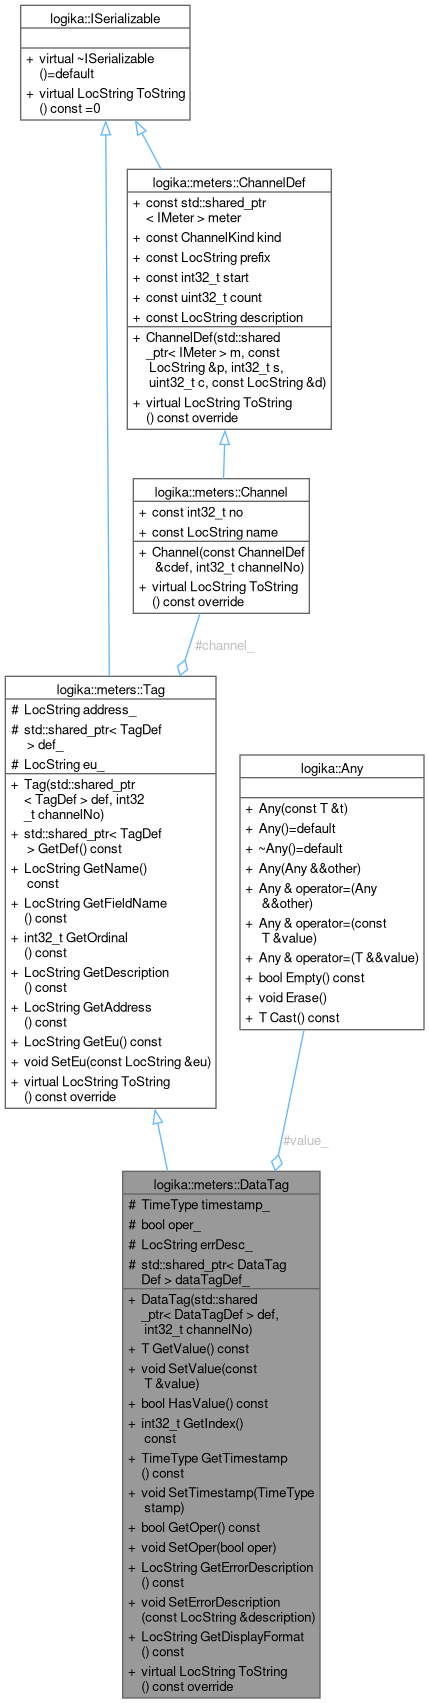 logika::ISerializable
+ virtual ~ISerializable
()=default
+ virtual LocString ToString
() const =0
logika::meters::ChannelDef
+ const std::shared_ptr
< IMeter > meter
+ const ChannelKind kind
+ const LocString prefix
+ const int32_t start
+ const uint32_t count
+ const LocString description
+ ChannelDef(std::shared
_ptr< IMeter > m, const
LocString &p, int32_t s,
uint32_t c, const LocString &d)
+ virtual LocString ToString
() const override
logika::meters::Channel
+ const int32_t no
+ const LocString name
+ Channel(const ChannelDef
&cdef, int32_t channelNo)
+ virtual LocString ToString
() const override
#channel_
logika::meters::Tag
# LocString address_
# std::shared_ptr< TagDef
> def_
# LocString eu_
+ Tag(std::shared_ptr
< TagDef > def, int32
_t channelNo)
+ std::shared_ptr< TagDef
> GetDef() const
+ LocString GetName()
const
+ LocString GetFieldName
() const
+ int32_t GetOrdinal
() const
+ LocString GetDescription
() const
+ LocString GetAddress
() const
+ LocString GetEu() const
+ void SetEu(const LocString &eu)
+ virtual LocString ToString
() const override
logika::Any
+ Any(const T &t)
+ Any()=default
+ ~Any()=default
+ Any(Any &&other)
+ Any & operator=(Any
&&other)
+ Any & operator=(const
T &value)
+ Any & operator=(T &&value)
+ bool Empty() const
+ void Erase()
+ T Cast() const
#value_
logika::meters::DataTag
# TimeType timestamp_
# bool oper_
# LocString errDesc_
# std::shared_ptr< DataTag
Def > dataTagDef_
+ DataTag(std::shared
_ptr< DataTagDef > def,
int32_t channelNo)
+ T GetValue() const
+ void SetValue(const
T &value)
+ bool HasValue() const
+ int32_t GetIndex()
const
+ TimeType GetTimestamp
() const
+ void SetTimestamp(TimeType
stamp)
+ bool GetOper() const
+ void SetOper(bool oper)
+ LocString GetErrorDescription
() const
+ void SetErrorDescription
(const LocString &description)
+ LocString GetDisplayFormat
() const
+ virtual LocString ToString
() const override